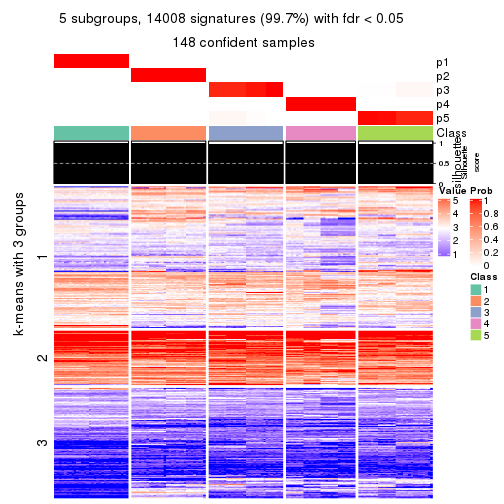 5 subgroups, 14008 signatures (99.7%) with fdr < 0.05
148 confident samples
p1
p2
p3
p4
p5
Class
1
0.5
0
silhouette
Silhouette
score
k-means with 3 groups
1
2
3
Value
5
4
3
2
1
Prob
1
0.8
0.6
0.4
0.2
0
Class
1
2
3
4
5